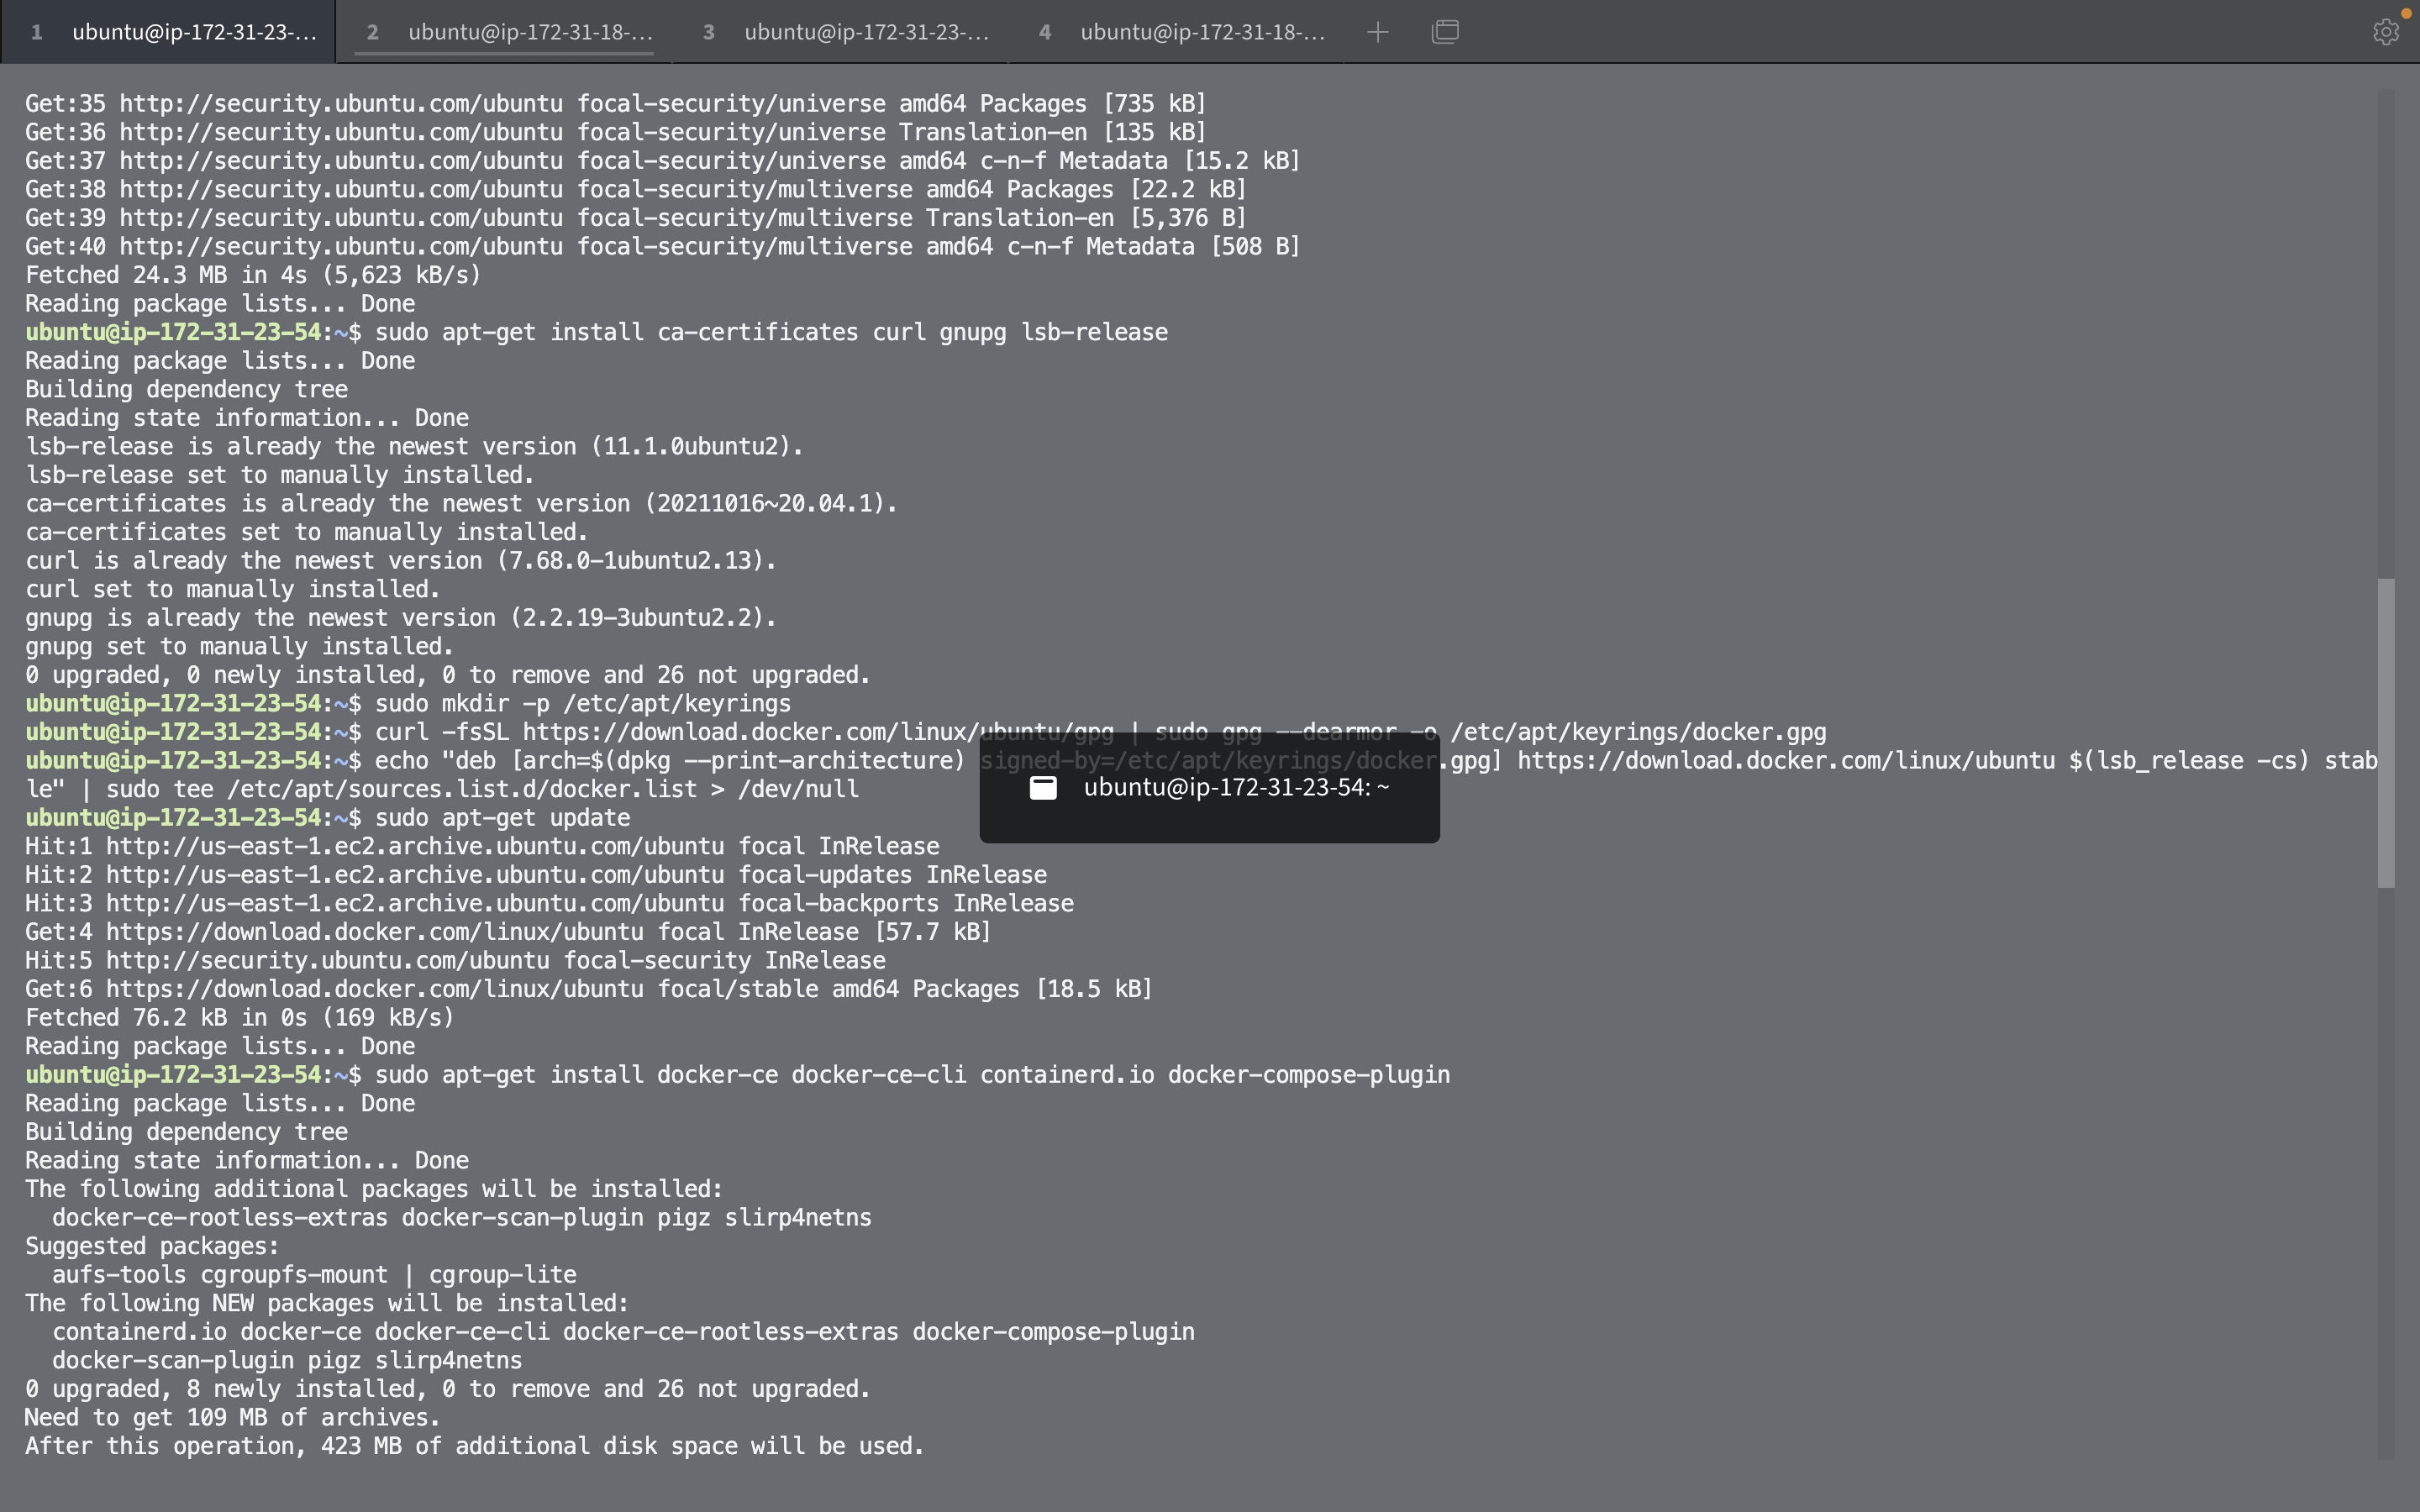 1 ubuntu@ip-172-31-23-... 2 ubuntu@ip-172-31-18-... 3 ubuntu@ip-172-31-23-... 4 ubuntu@ip-172-31-18-...
Get:35 http://security.ubuntu.com/ubuntu focal-security/universe amd64 Packages [735 kB]
Get:36 http://security.ubuntu.com/ubuntu focal-security/universe Translation-en [135 kB]
Get:37 http://security.ubuntu.com/ubuntu focal-security/universe amd64 c-n-f Metadata [15.2 kB]
Get:38 http://security.ubuntu.com/ubuntu focal-security/multiverse amd64 Packages [22.2 kB]
Get:39 http://security.ubuntu.com/ubuntu focal-security/multiverse Translation-en [5,376 B]
Get:40 http://security.ubuntu.com/ubuntu focal-security/multiverse amd64 c-n-f Metadata [508 B]
Fetched 24.3 MB in 4s (5,623 kB/s)
Reading package lists... Done
ubuntu@ip-172-31-23-54:~$ sudo apt-get install ca-certificates curl gnupg lsb-release
Reading package lists... Done
Building dependency tree
Reading state information... Done
lsb-release is already the newest version (11.1.0ubuntu2).
lsb-release set to manually installed.
ca-certificates is already the newest version (20211016~20.04.1).
ca-certificates set to manually installed.
curl is already the newest version (7.68.0-1ubuntu2.13).
curl set to manually installed.
gnupg is already the newest version (2.2.19-3ubuntu2.2).
gnupg set to manually installed.
0 upgraded, 0 newly installed, 0 to remove and 26 not upgraded.
ubuntu@ip-172-31-23-54:~$ sudo mkdir -p /etc/apt/keyrings
ubuntu@ip-172-31-23-54:~$ curl -fsSL https://download.docker.com/linux/ubuntu/gpg | sudo gpg --dearmor -o /etc/apt/keyrings/docker.gpg
ubuntu@ip-172-31-23-54:~$ echo "deb [arch=$(dpkg --print-architecture) signed-by=/etc/apt/keyrings/docker.gpg] https://download.docker.com/linux/ubuntu $(lsb_release -cs) stab
le" | sudo tee /etc/apt/sources.list.d/docker.list > /dev/null
ubuntu@ip-172-31-23-54: ~
ubuntu@ip-172-31-23-54:~$ sudo apt-get update
Hit:1 http://us-east-1.ec2.archive.ubuntu.com/ubuntu focal InRelease
Hit:2 http://us-east-1.ec2.archive.ubuntu.com/ubuntu focal-updates InRelease
Hit:3 http://us-east-1.ec2.archive.ubuntu.com/ubuntu focal-backports InRelease
Get:4 https://download.docker.com/linux/ubuntu focal InRelease [57.7 kB]
Hit:5 http://security.ubuntu.com/ubuntu focal-security InRelease
Get:6 https://download.docker.com/linux/ubuntu focal/stable amd64 Packages [18.5 kB]
Fetched 76.2 kB in 0s (169 kB/s)
Reading package lists... Done
ubuntu@ip-172-31-23-54:~$ sudo apt-get install docker-ce docker-ce-cli containerd.io docker-compose-plugin
Reading package lists... Done
Building dependency tree
Reading state information... Done
The following additional packages will be installed:
  docker-ce-rootless-extras docker-scan-plugin pigz slirp4netns
Suggested packages:
  aufs-tools cgroupfs-mount | cgroup-lite
The following NEW packages will be installed:
  containerd.io docker-ce docker-ce-cli docker-ce-rootless-extras docker-compose-plugin
  docker-scan-plugin pigz slirp4netns
0 upgraded, 8 newly installed, 0 to remove and 26 not upgraded.
Need to get 109 MB of archives.
After this operation, 423 MB of additional disk space will be used.